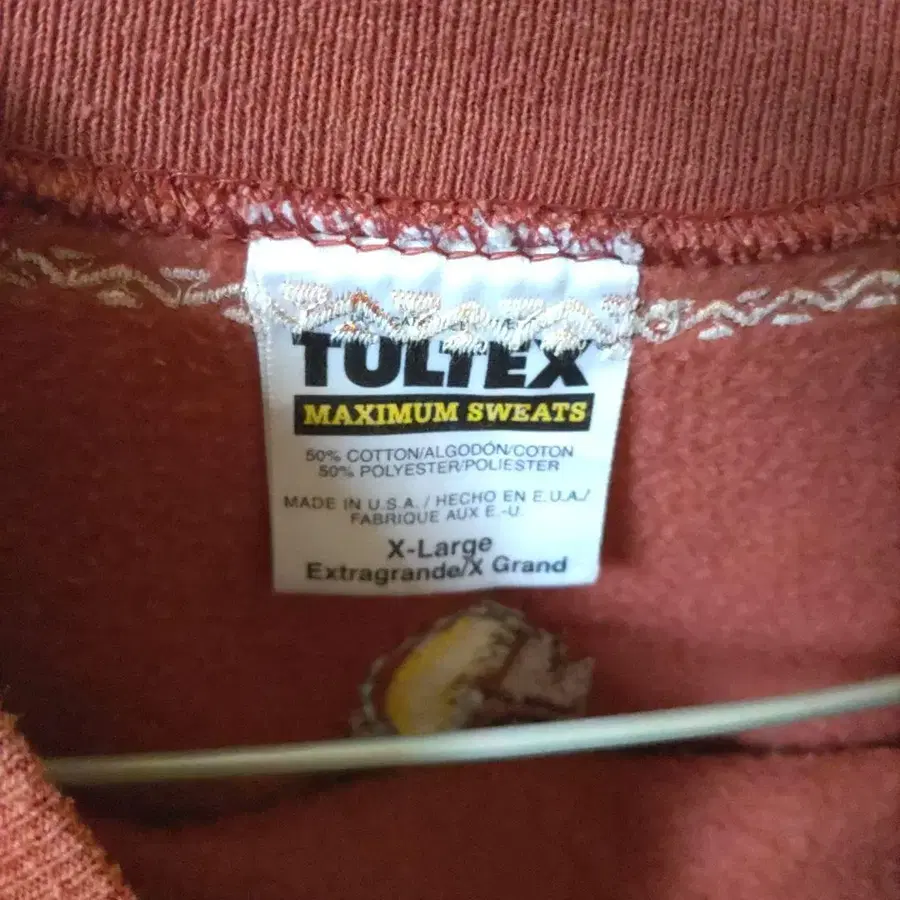 TULTEX
MAXIMUM SWEATS
50% COTTON/ALGODÓN/COTON
50% POLYESTER/POLIESTER
MADE IN U.S.A. / HECHO EN E.U.A./
FABRIQUE AUX E.-U.
X-Large
Extragrande/X Grand